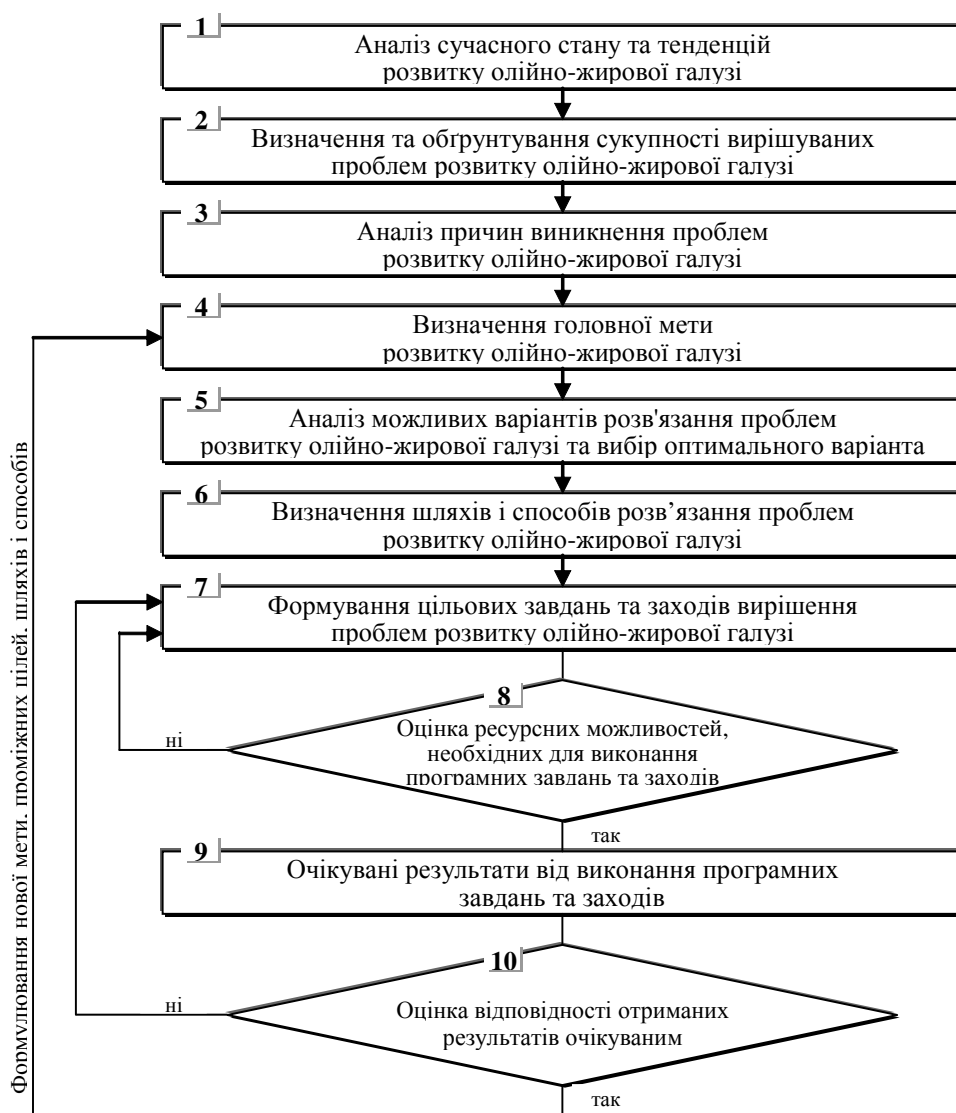 1
Аналіз сучасного стану та тенденцій
розвитку олійно-жирової галузі
2
Визначення та обґрунтування сукупності вирішуваних
проблем розвитку олійно-жирової галузі
3
Аналіз причин виникнення проблем
розвитку олійно-жирової галузі
4
Визначення головної мети
розвитку олійно-жирової галузі
5
Аналіз можливих варіантів розв'язання проблем
розвитку олійно-жирової галузі та вибір оптимального варіанта
6
Визначення шляхів і способів розв’язання проблем
розвитку олійно-жирової галузі
7
Формування цільових завдань та заходів вирішення
проблем розвитку олійно-жирової галузі
8
Оцінка ресурсних можливостей,
необхідних для виконання
програмних завдань та заходів
ні
так
9
Очікувані результати від виконання програмних
завдань та заходів
10
Оцінка відповідності отриманих
результатів очікуваним
ні
так
Формулювання нової мети, проміжних цілей, шляхів і способів